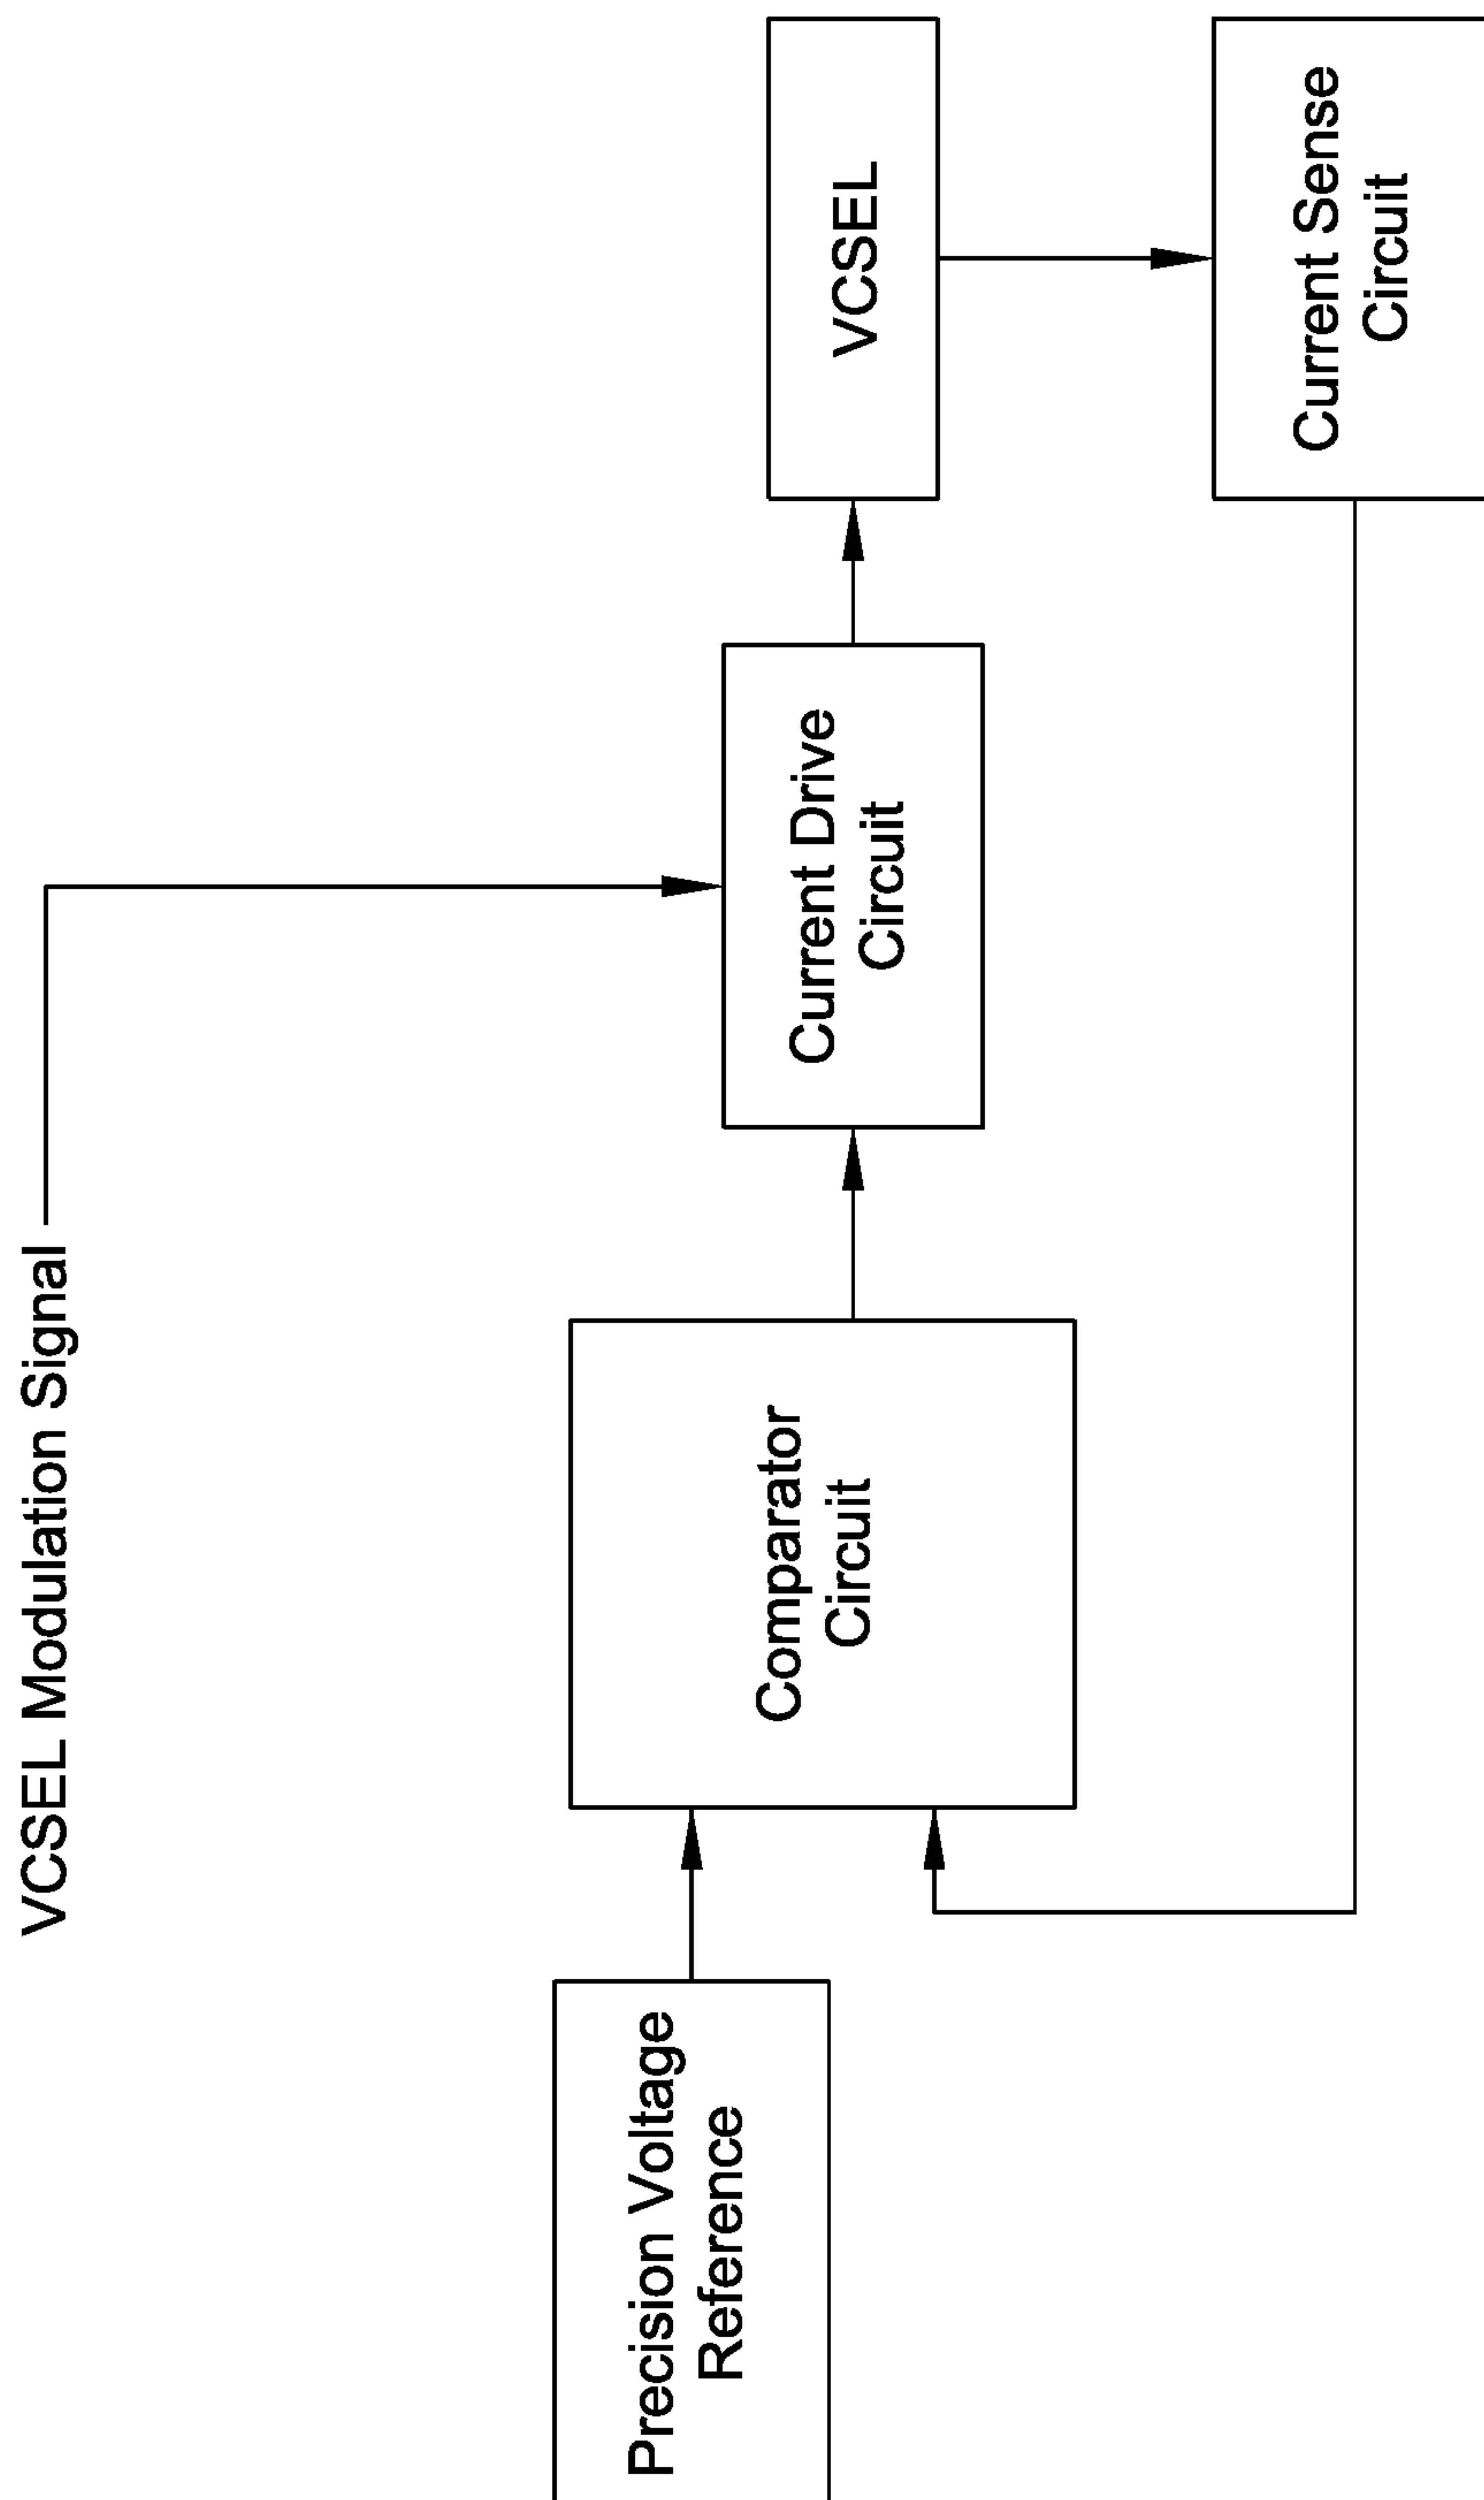 VCSEL Modulation Signal
Precision Voltage
Reference
Comparator
Circuit
Current Drive
Circuit
VCSEL
Current Sense
Circuit